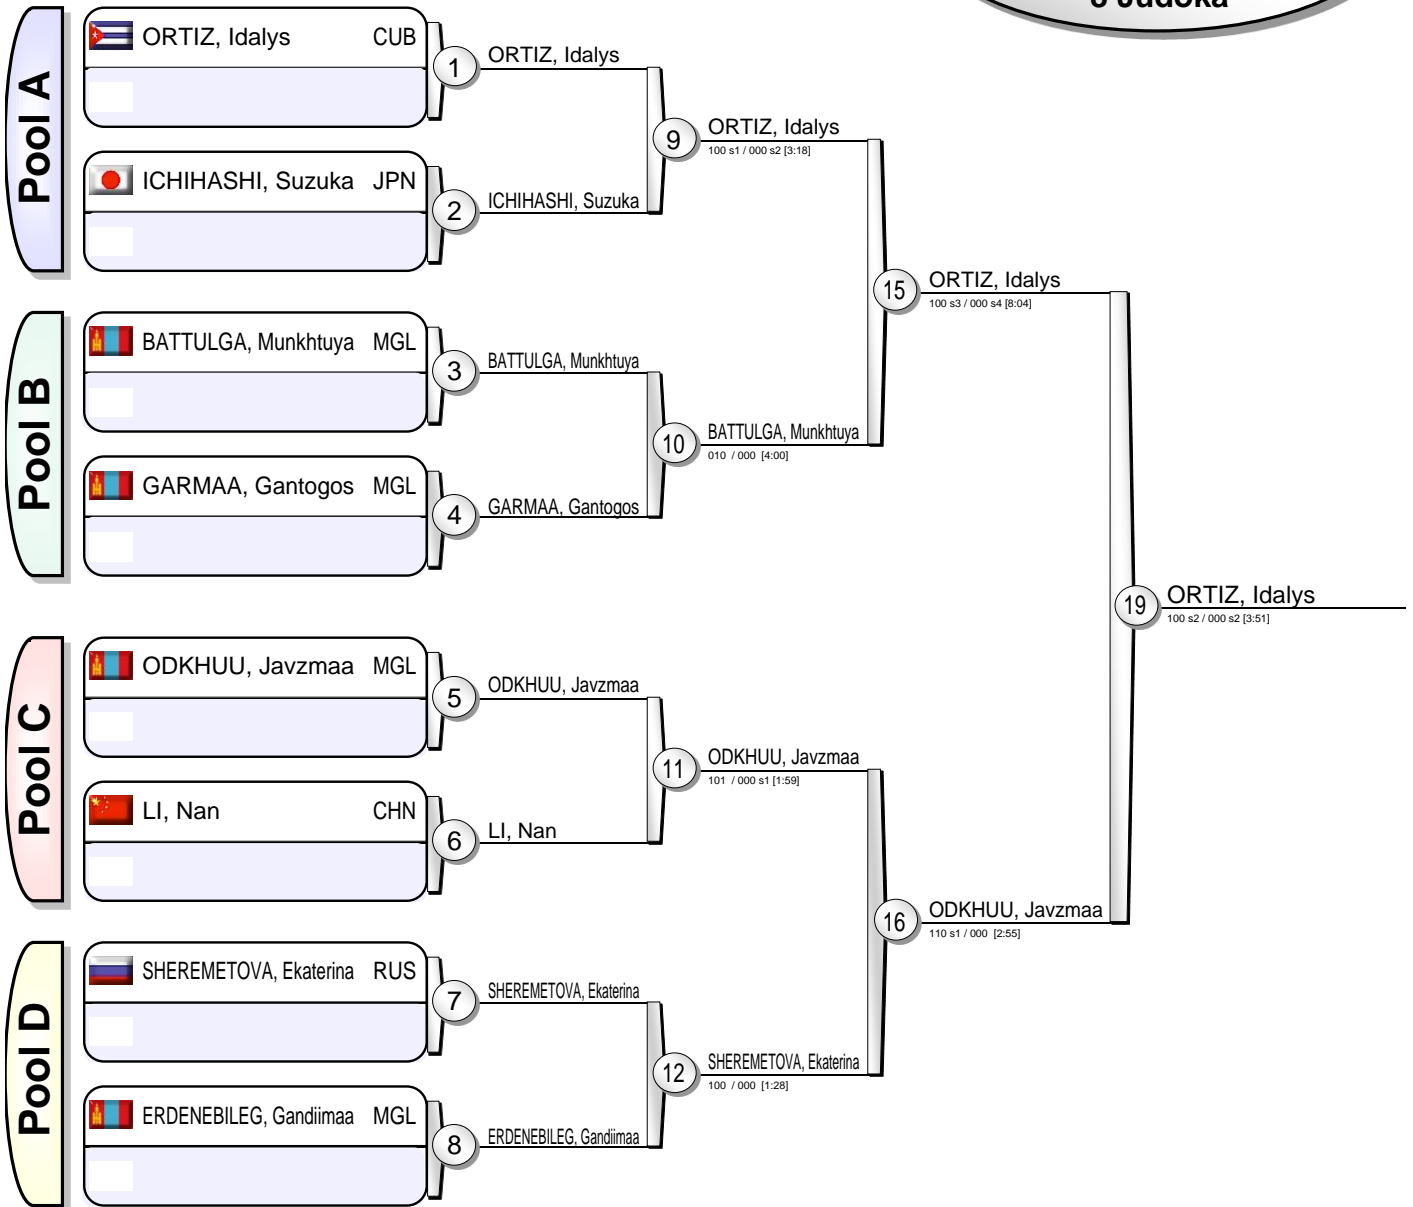 8 Judoka
Pool A
ORTIZ, Idalys CUB
1
ORTIZ, Idalys
ICHIHASHI, Suzuka JPN
2
ICHIHASHI, Suzuka
9
ORTIZ, Idalys
100 s1 / 000 s2 [3:18]
Pool B
BATTULGA, Munkhtuya MGL
3
BATTULGA, Munkhtuya
GARMAA, Gantogos MGL
4
GARMAA, Gantogos
10
BATTULGA, Munkhtuya
010 / 000 [4:00]
15
ORTIZ, Idalys
100 s3 / 000 s4 [8:04]
19
ORTIZ, Idalys
100 s2 / 000 s2 [3:51]
Pool C
ODKHUU, Javzmaa MGL
5
ODKHUU, Javzmaa
LI, Nan CHN
6
LI, Nan
11
ODKHUU, Javzmaa
101 / 000 s1 [1:59]
16
ODKHUU, Javzmaa
110 s1 / 000 [2:55]
Pool D
SHEREMETOVA, Ekaterina RUS
7
SHEREMETOVA, Ekaterina
ERDENEBILEG, Gandiimaa MGL
8
ERDENEBILEG, Gandiimaa
12
SHEREMETOVA, Ekaterina
100 / 000 [1:28]